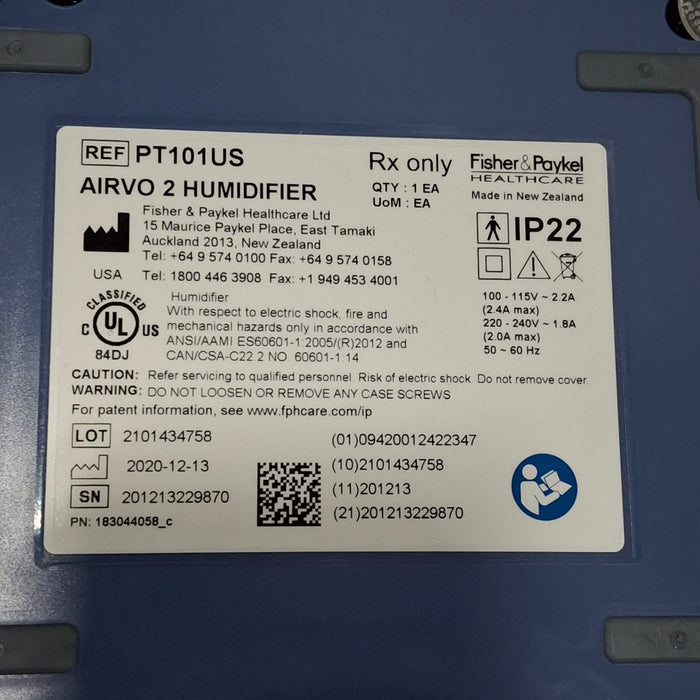 REF PT101US
Rx only
Fisher&Paykel
HEALTHCARE
AIRVO 2 HUMIDIFIER
QTY : 1 EA
UoM : EA
Made in New Zealand
Fisher & Paykel Healthcare Ltd
15 Maurice Paykel Place, East Tamaki
Auckland 2013, New Zealand
Tel: +64 9 574 0100 Fax: +64 9 574 0158
USA Tel: 1800 446 3908 Fax: +1 949 453 4001
IP22
CLASSIFIED
C UL US
84DJ
Humidifier
With respect to electric shock, fire and
mechanical hazards only in accordance with
ANSI/AAMI ES60601-1:2005/(R)2012 and
CAN/CSA-C22.2 NO. 60601-1:14
100 - 115V ~ 2.2A
(2.4A max)
220 - 240V ~ 1.8A
(2.0A max)
50 ~ 60 Hz
CAUTION: Refer servicing to qualified personnel. Risk of electric shock. Do not remove cover.
WARNING: DO NOT LOOSEN OR REMOVE ANY CASE SCREWS
For patent information, see www.fphcare.com/ip
LOT 2101434758
2020-12-13
SN 201213229870
PN: 183044058_c
(01)09420012422347
(10)2101434758
(11)201213
(21)201213229870